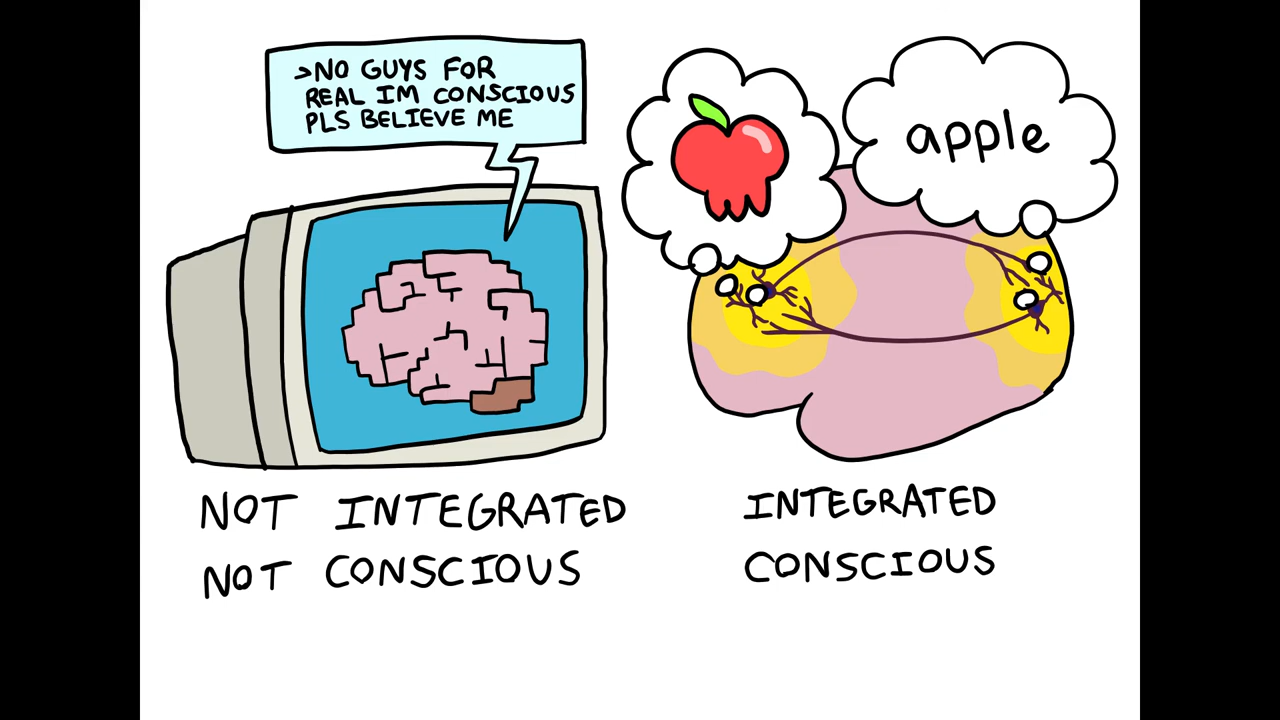 >NO GUYS FOR
REAL IM CONSCIOUS
PLS BELIEVE ME
apple
NOT INTEGRATED
NOT CONSCIOUS
INTEGRATED
CONSCIOUS